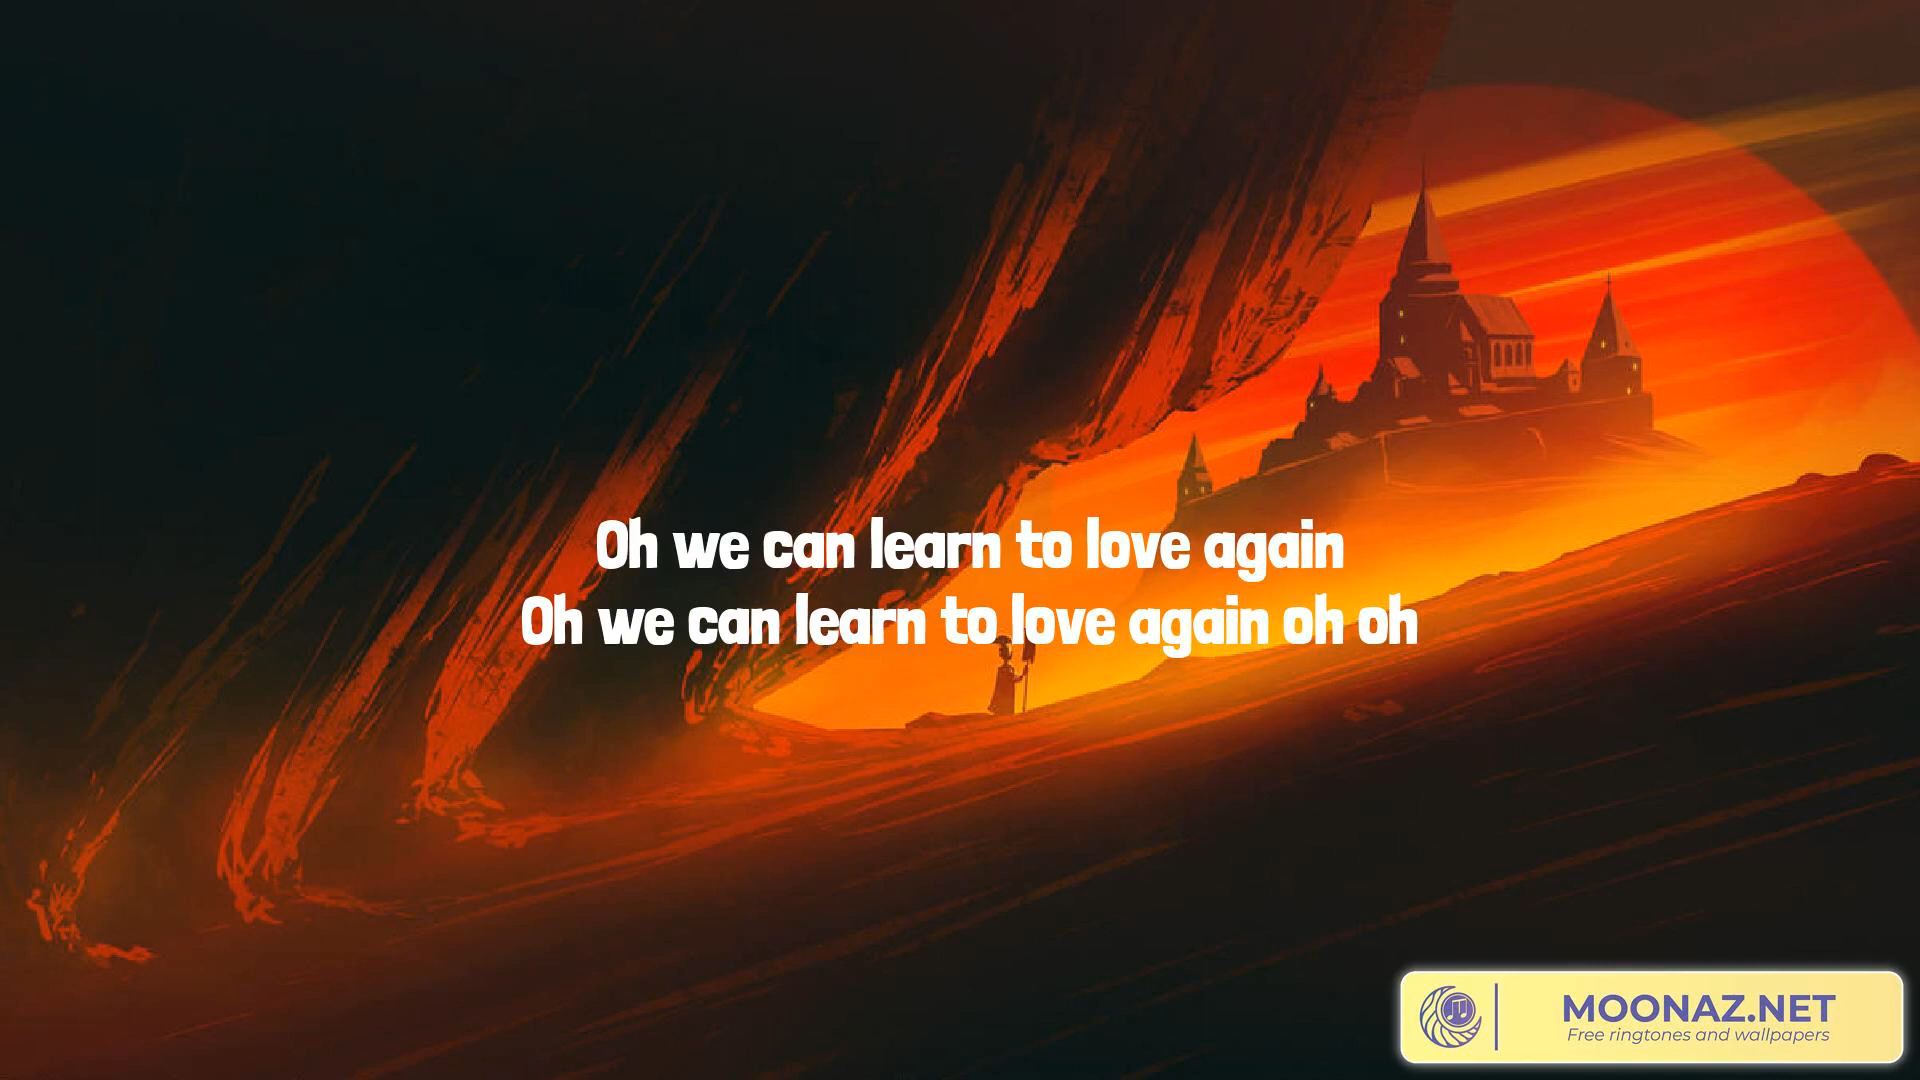 Oh we can learn to love again
Oh we can learn to love again oh oh
MOONAZ.NET
Free ringtones and wallpapers